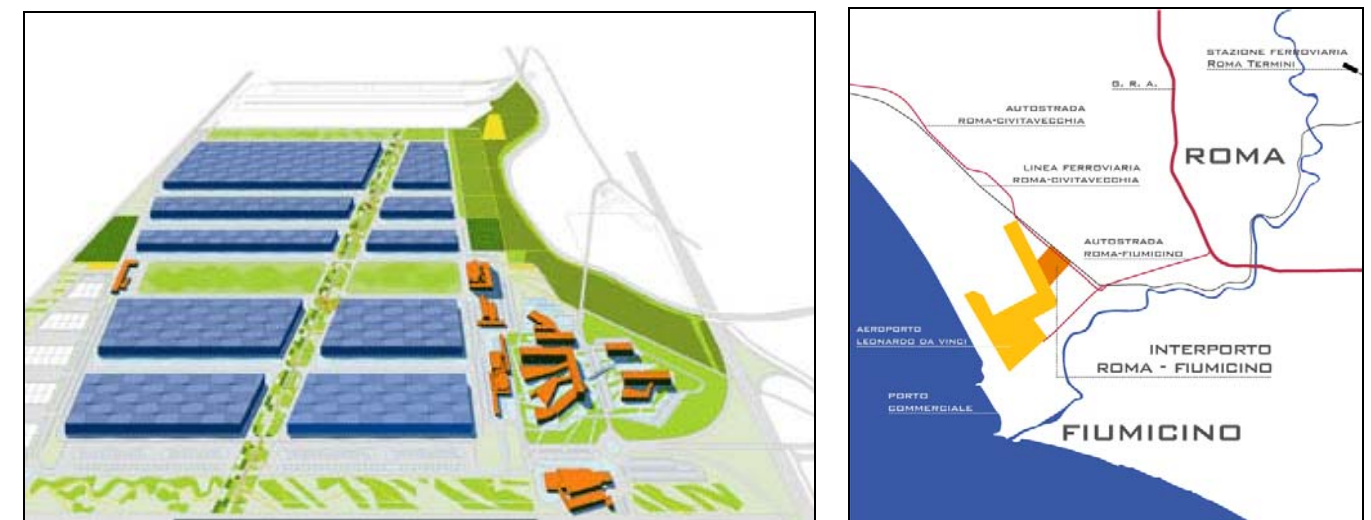 STAZIONE FERROVIARIA
ROMA TERMINI
G. R. A.
AUTOSTRADA
ROMA-CIVITAVECCHIA
ROMA
LINEA FERROVIARIA
ROMA-CIVITAVECCHIA
AUTOSTRADA
ROMA-FIUMICINO
AEROPORTO
LEONARDO DA VINCI
INTERPORTO
ROMA - FIUMICINO
PORTO
COMMERCIALE
FIUMICINO